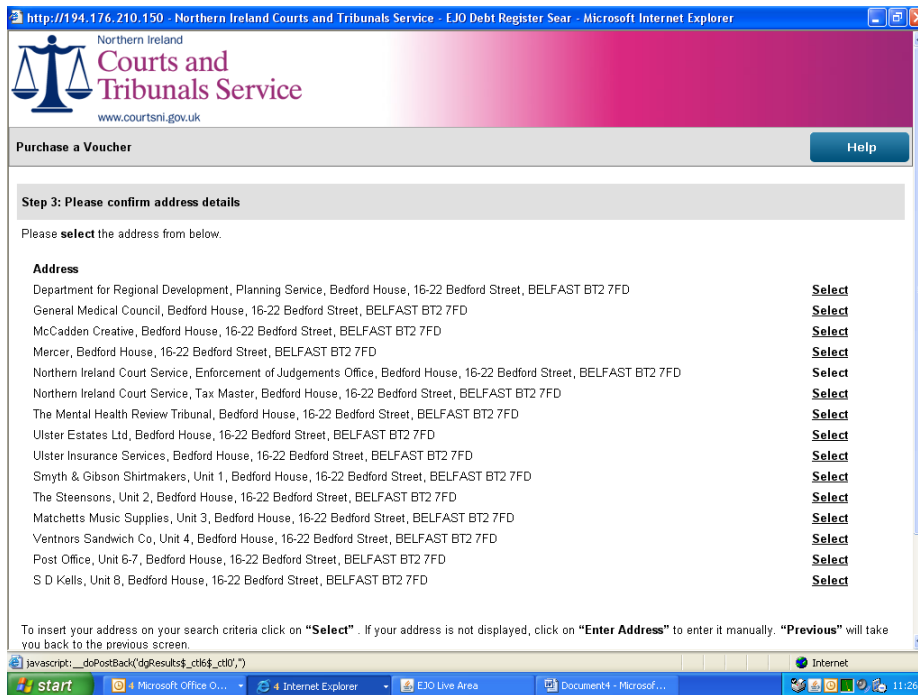 http://194.176.210.150 - Northern Ireland Courts and Tribunals Service - EJO Debt Register Sear - Microsoft Internet Explorer
Northern Ireland
Courts and
Tribunals Service
www.courtsni.gov.uk
Purchase a Voucher
Help
Step 3: Please confirm address details
Please select the address from below.
Address
Department for Regional Development, Planning Service, Bedford House, 16-22 Bedford Street, BELFAST BT2 7FD Select
General Medical Council, Bedford House, 16-22 Bedford Street, BELFAST BT2 7FD Select
McCadden Creative, Bedford House, 16-22 Bedford Street, BELFAST BT2 7FD Select
Mercer, Bedford House, 16-22 Bedford Street, BELFAST BT2 7FD Select
Northern Ireland Court Service, Enforcement of Judgements Office, Bedford House, 16-22 Bedford Street, BELFAST BT2 7FD Select
Northern Ireland Court Service, Tax Master, Bedford House, 16-22 Bedford Street, BELFAST BT2 7FD Select
The Mental Health Review Tribunal, Bedford House, 16-22 Bedford Street, BELFAST BT2 7FD Select
Ulster Estates Ltd, Bedford House, 16-22 Bedford Street, BELFAST BT2 7FD Select
Ulster Insurance Services, Bedford House, 16-22 Bedford Street, BELFAST BT2 7FD Select
Smyth & Gibson Shirtmakers, Unit 1, Bedford House, 16-22 Bedford Street, BELFAST BT2 7FD Select
The Steensons, Unit 2, Bedford House, 16-22 Bedford Street, BELFAST BT2 7FD Select
Matchetts Music Supplies, Unit 3, Bedford House, 16-22 Bedford Street, BELFAST BT2 7FD Select
Ventnors Sandwich Co, Unit 4, Bedford House, 16-22 Bedford Street, BELFAST BT2 7FD Select
Post Office, Unit 6-7, Bedford House, 16-22 Bedford Street, BELFAST BT2 7FD Select
S D Kells, Unit 8, Bedford House, 16-22 Bedford Street, BELFAST BT2 7FD Select
To insert your address on your search criteria click on “Select” . If your address is not displayed, click on “Enter Address” to enter it manually. “Previous” will take
you back to the previous screen.
javascript:__doPostBack('dgResults$_ctl6$_ctl0','') Internet
start 4 Microsoft Office O... 4 Internet Explorer EJO Live Area Document4 - Microsof...